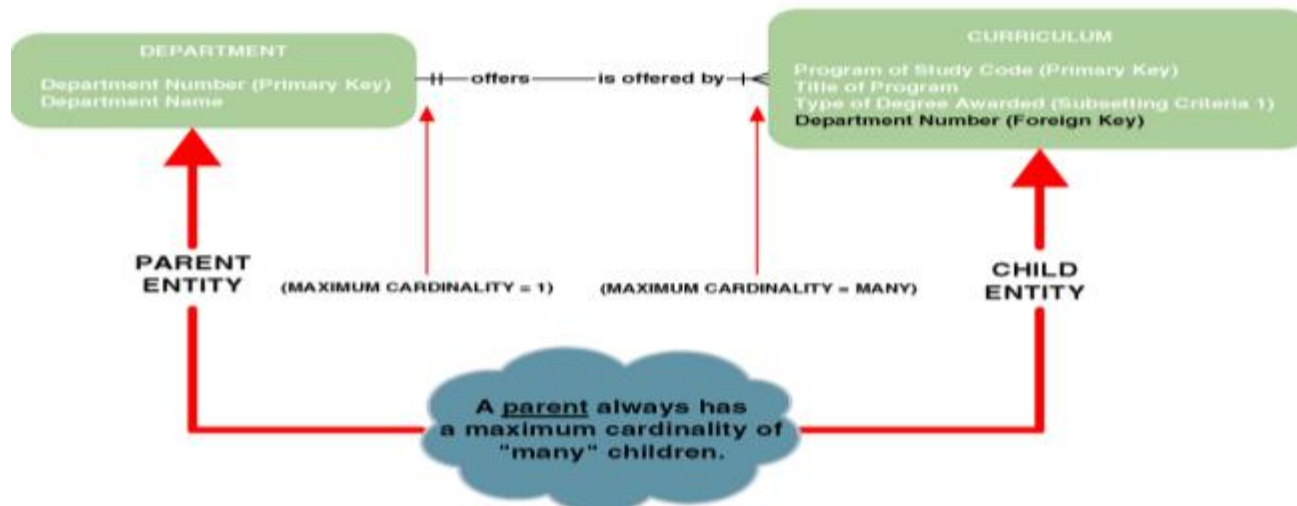 DEPARTMENT
Department Number (Primary Key)
Department Name
offers
is offered by
CURRICULUM
Program of Study Code (Primary Key)
Title of Program
Type of Degree Awarded (Subsetting Criteria 1)
Department Number (Foreign Key)
PARENT
ENTITY
(MAXIMUM CARDINALITY = 1)
(MAXIMUM CARDINALITY = MANY)
CHILD
ENTITY
A parent always has
a maximum cardinality of
"many" children.